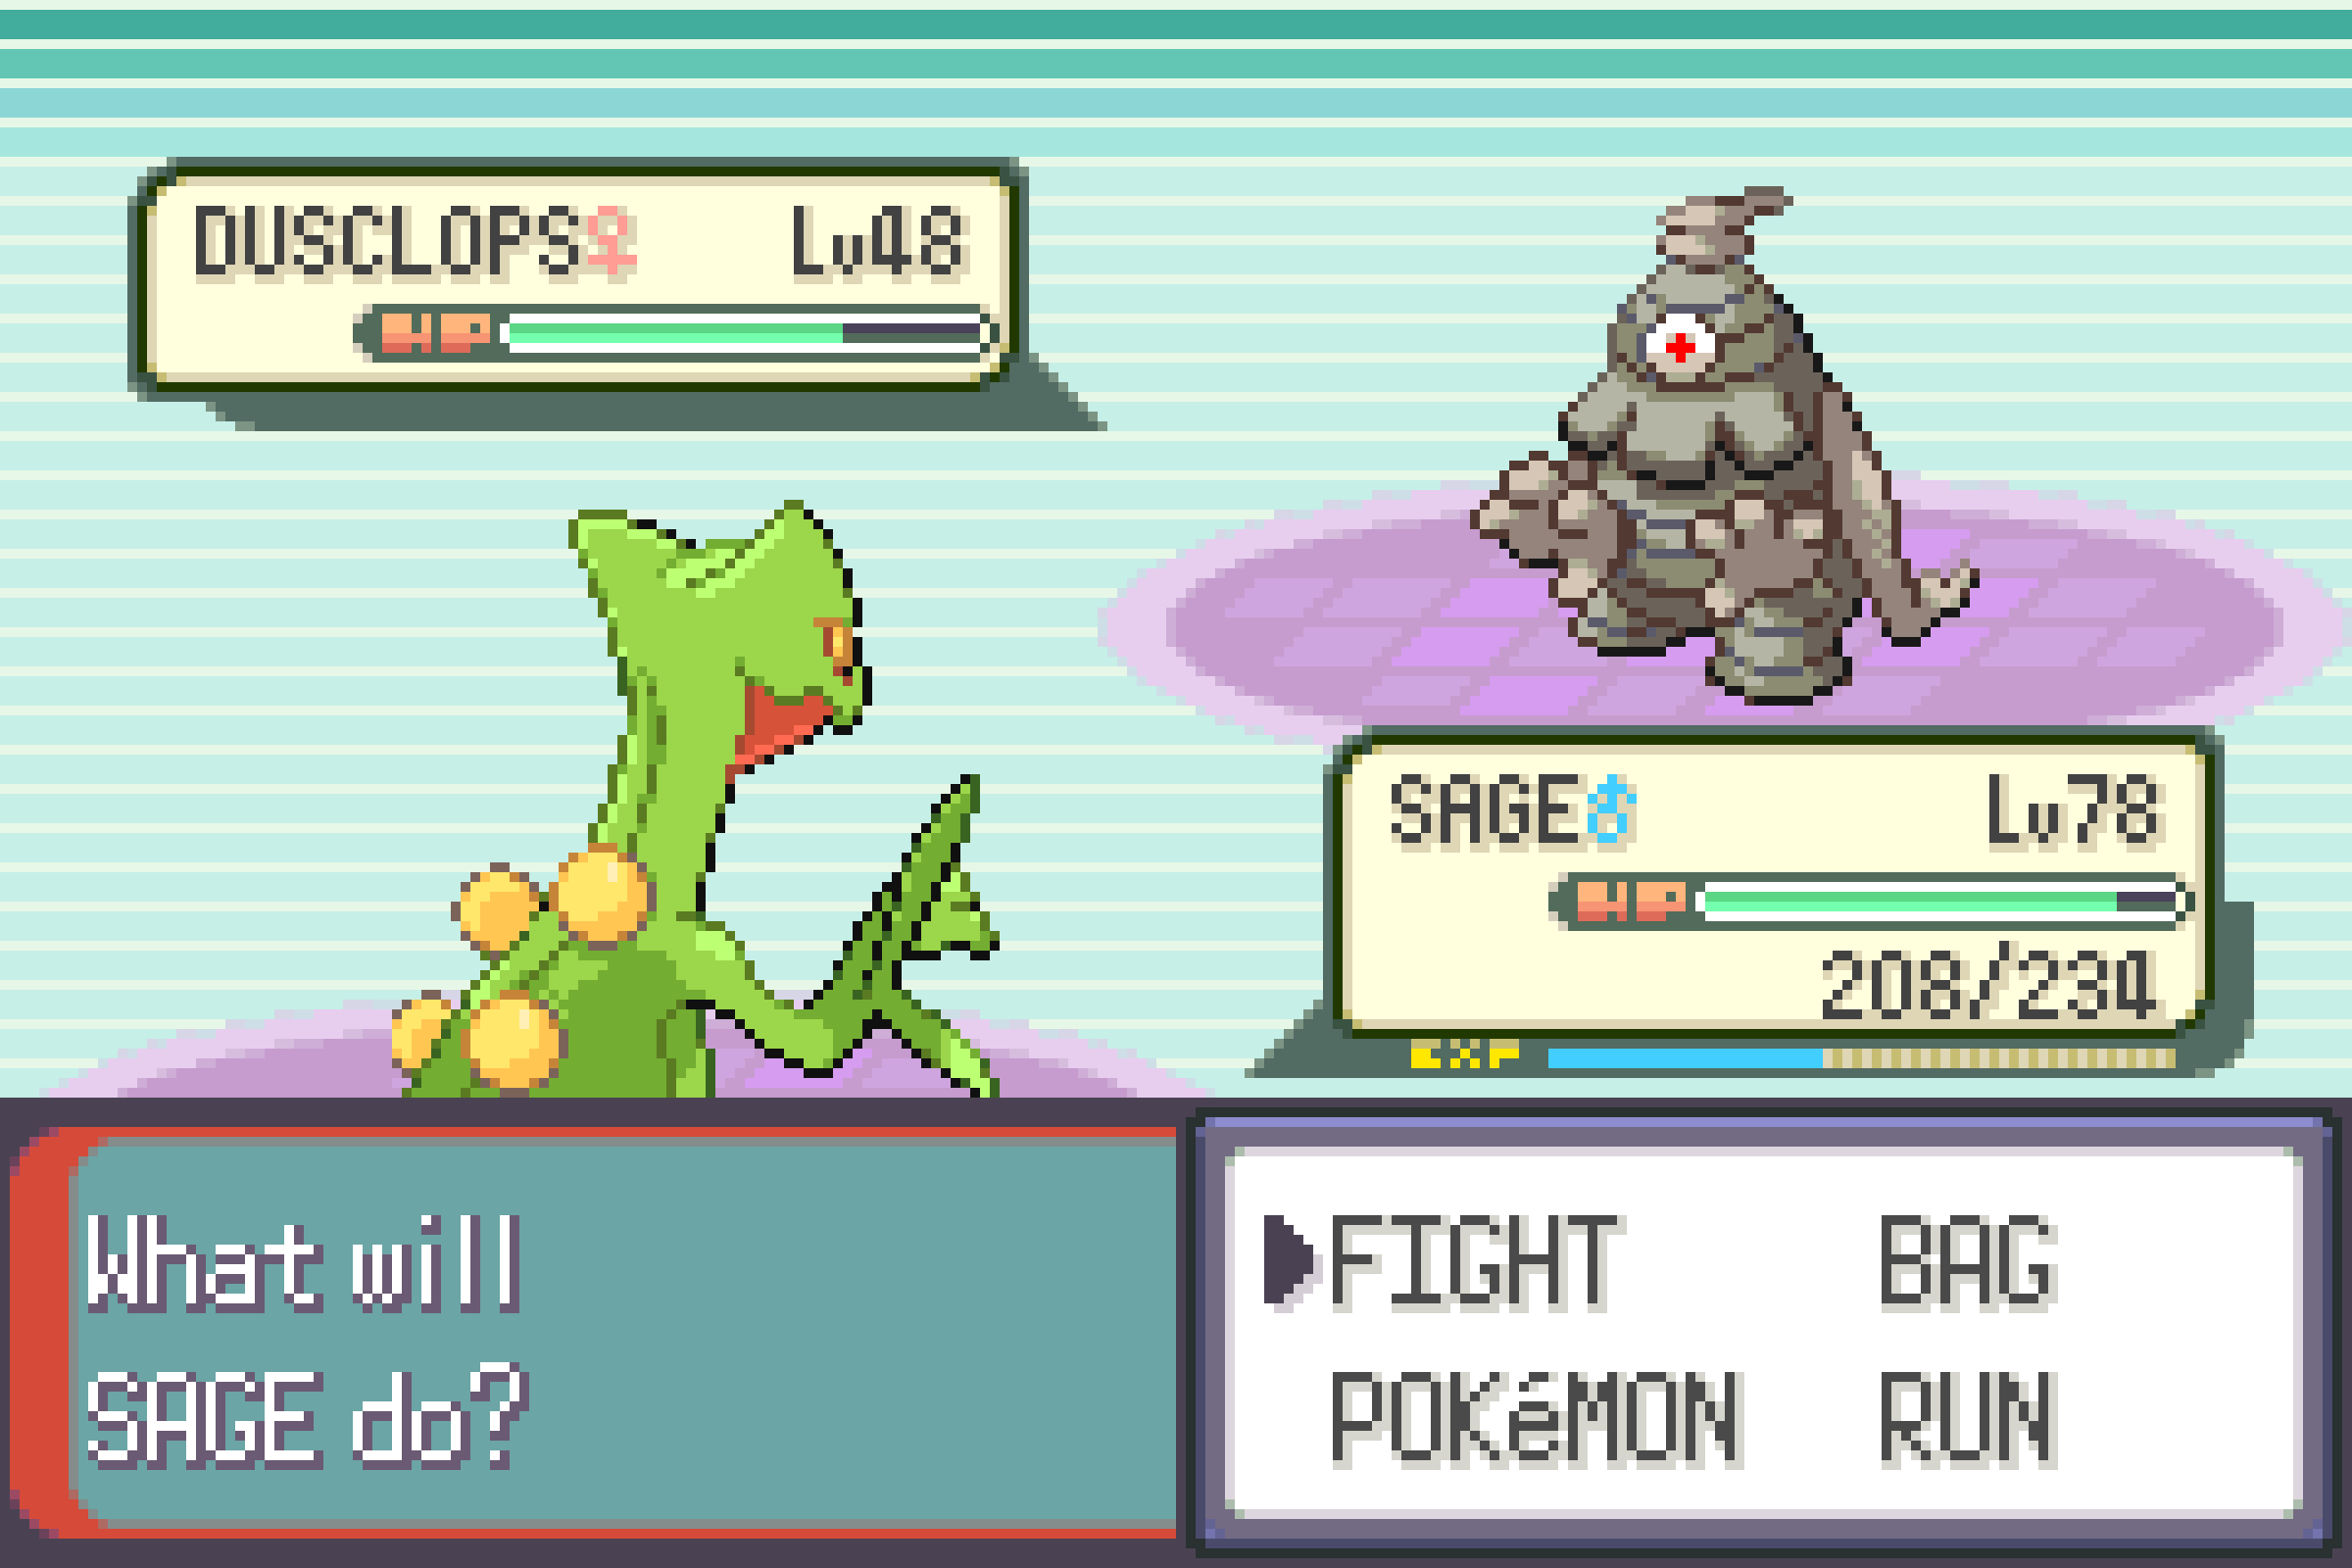 DUSCLOPS♀ Lv48
HP
SAGE♂ Lv78
HP
208/234
EXP
What will
SAGE do?
FIGHT BAG
POKéMON RUN